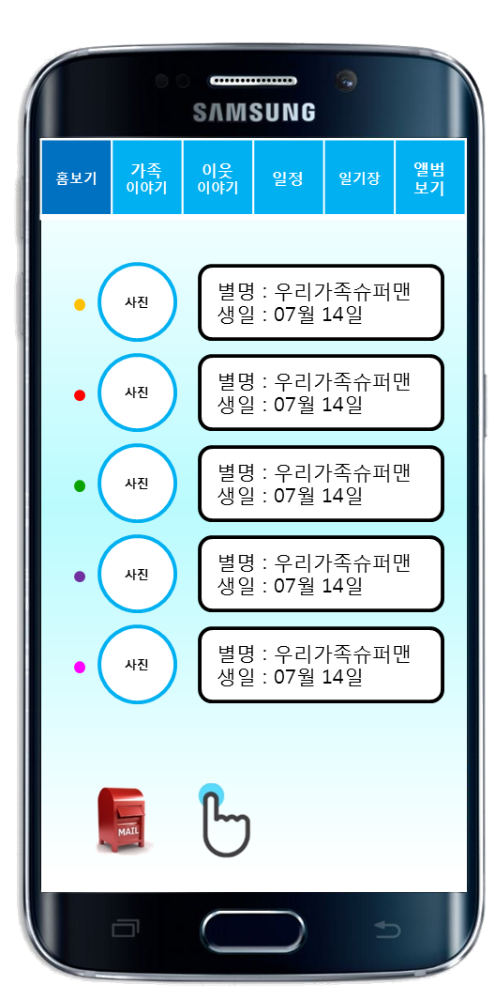 SAMSUNG
홈보기
가족
이야기
이웃
이야기
일정
일기장
앨범
보기
사진
별명 : 우리가족슈퍼맨
생일 : 07월 14일
사진
별명 : 우리가족슈퍼맨
생일 : 07월 14일
사진
별명 : 우리가족슈퍼맨
생일 : 07월 14일
사진
별명 : 우리가족슈퍼맨
생일 : 07월 14일
사진
별명 : 우리가족슈퍼맨
생일 : 07월 14일
MAIL